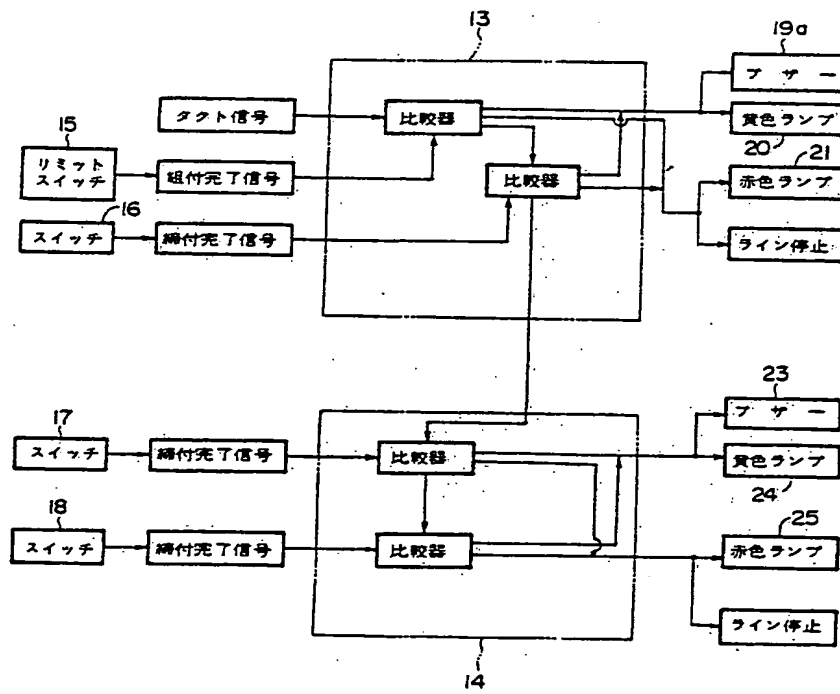 13
19a
ブザー
タクト信号
比較器
黄色ランプ
20
21
15
リミット
スイッチ
組付完了信号
比較器
赤色ランプ
16
スイッチ
締付完了信号
ライン停止
23
ブザー
17
スイッチ
締付完了信号
比較器
黄色ランプ
24
25
18
スイッチ
締付完了信号
比較器
赤色ランプ
ライン停止
14